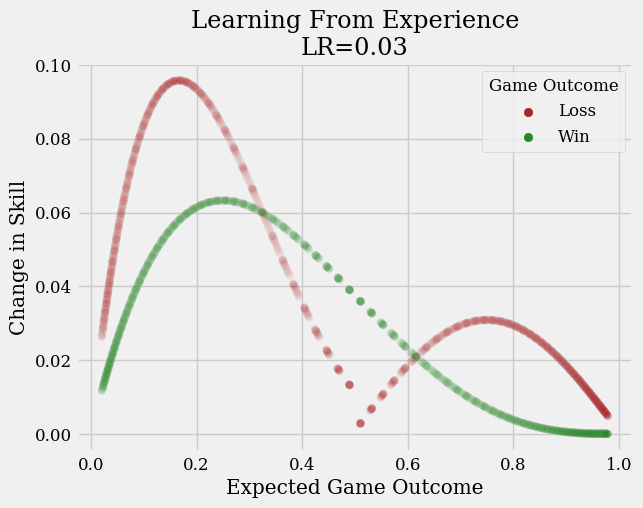 Learning From Experience
LR=0.03
Game Outcome
Loss
Win
Change in Skill
0.10
0.08
0.06
0.04
0.02
0.00
0.0 0.2 0.4 0.6 0.8 1.0
Expected Game Outcome